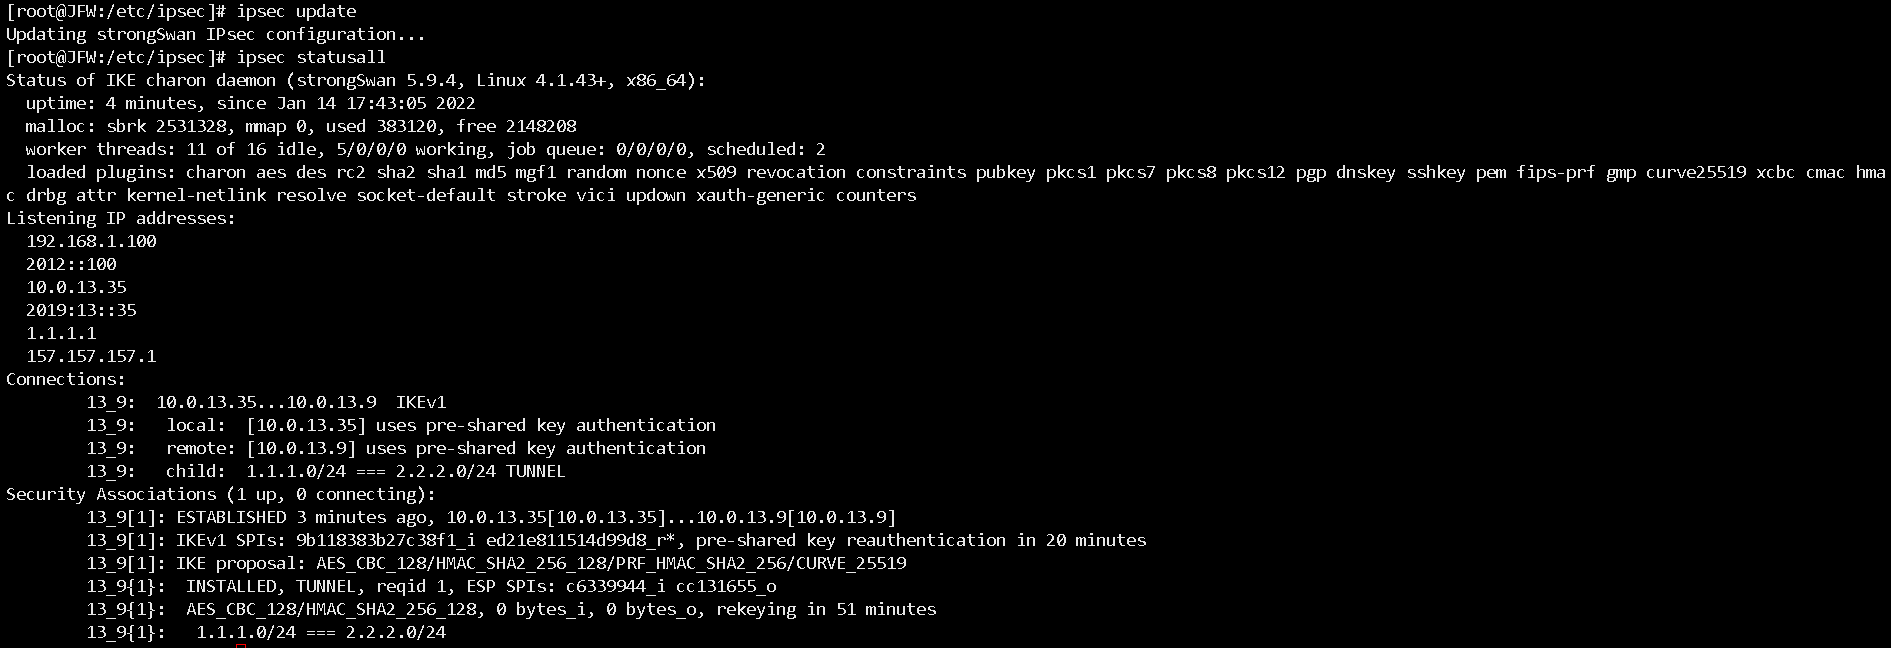 [root@JFW:/etc/ipsec]# ipsec update
Updating strongSwan IPsec configuration...
[root@JFW:/etc/ipsec]# ipsec statusall
Status of IKE charon daemon (strongSwan 5.9.4, Linux 4.1.43+, x86_64):
  uptime: 4 minutes, since Jan 14 17:43:05 2022
  malloc: sbrk 2531328, mmap 0, used 383120, free 2148208
  worker threads: 11 of 16 idle, 5/0/0/0 working, job queue: 0/0/0/0, scheduled: 2
  loaded plugins: charon aes des rc2 sha2 sha1 md5 mgf1 random nonce x509 revocation constraints pubkey pkcs1 pkcs7 pkcs8 pkcs12 pgp dnskey sshkey pem fips-prf gmp curve25519 xcbc cmac hma
c drbg attr kernel-netlink resolve socket-default stroke vici updown xauth-generic counters
Listening IP addresses:
  192.168.1.100
  2012::100
  10.0.13.35
  2019:13::35
  1.1.1.1
  157.157.157.1
Connections:
        13_9:  10.0.13.35...10.0.13.9  IKEv1
        13_9:   local:  [10.0.13.35] uses pre-shared key authentication
        13_9:   remote: [10.0.13.9] uses pre-shared key authentication
        13_9:   child:  1.1.1.0/24 === 2.2.2.0/24 TUNNEL
Security Associations (1 up, 0 connecting):
        13_9[1]: ESTABLISHED 3 minutes ago, 10.0.13.35[10.0.13.35]...10.0.13.9[10.0.13.9]
        13_9[1]: IKEv1 SPIs: 9b118383b27c38f1_i ed21e811514d99d8_r*, pre-shared key reauthentication in 20 minutes
        13_9[1]: IKE proposal: AES_CBC_128/HMAC_SHA2_256_128/PRF_HMAC_SHA2_256/CURVE_25519
        13_9{1}:  INSTALLED, TUNNEL, reqid 1, ESP SPIs: c6339944_i cc131655_o
        13_9{1}:  AES_CBC_128/HMAC_SHA2_256_128, 0 bytes_i, 0 bytes_o, rekeying in 51 minutes
        13_9{1}:   1.1.1.0/24 === 2.2.2.0/24